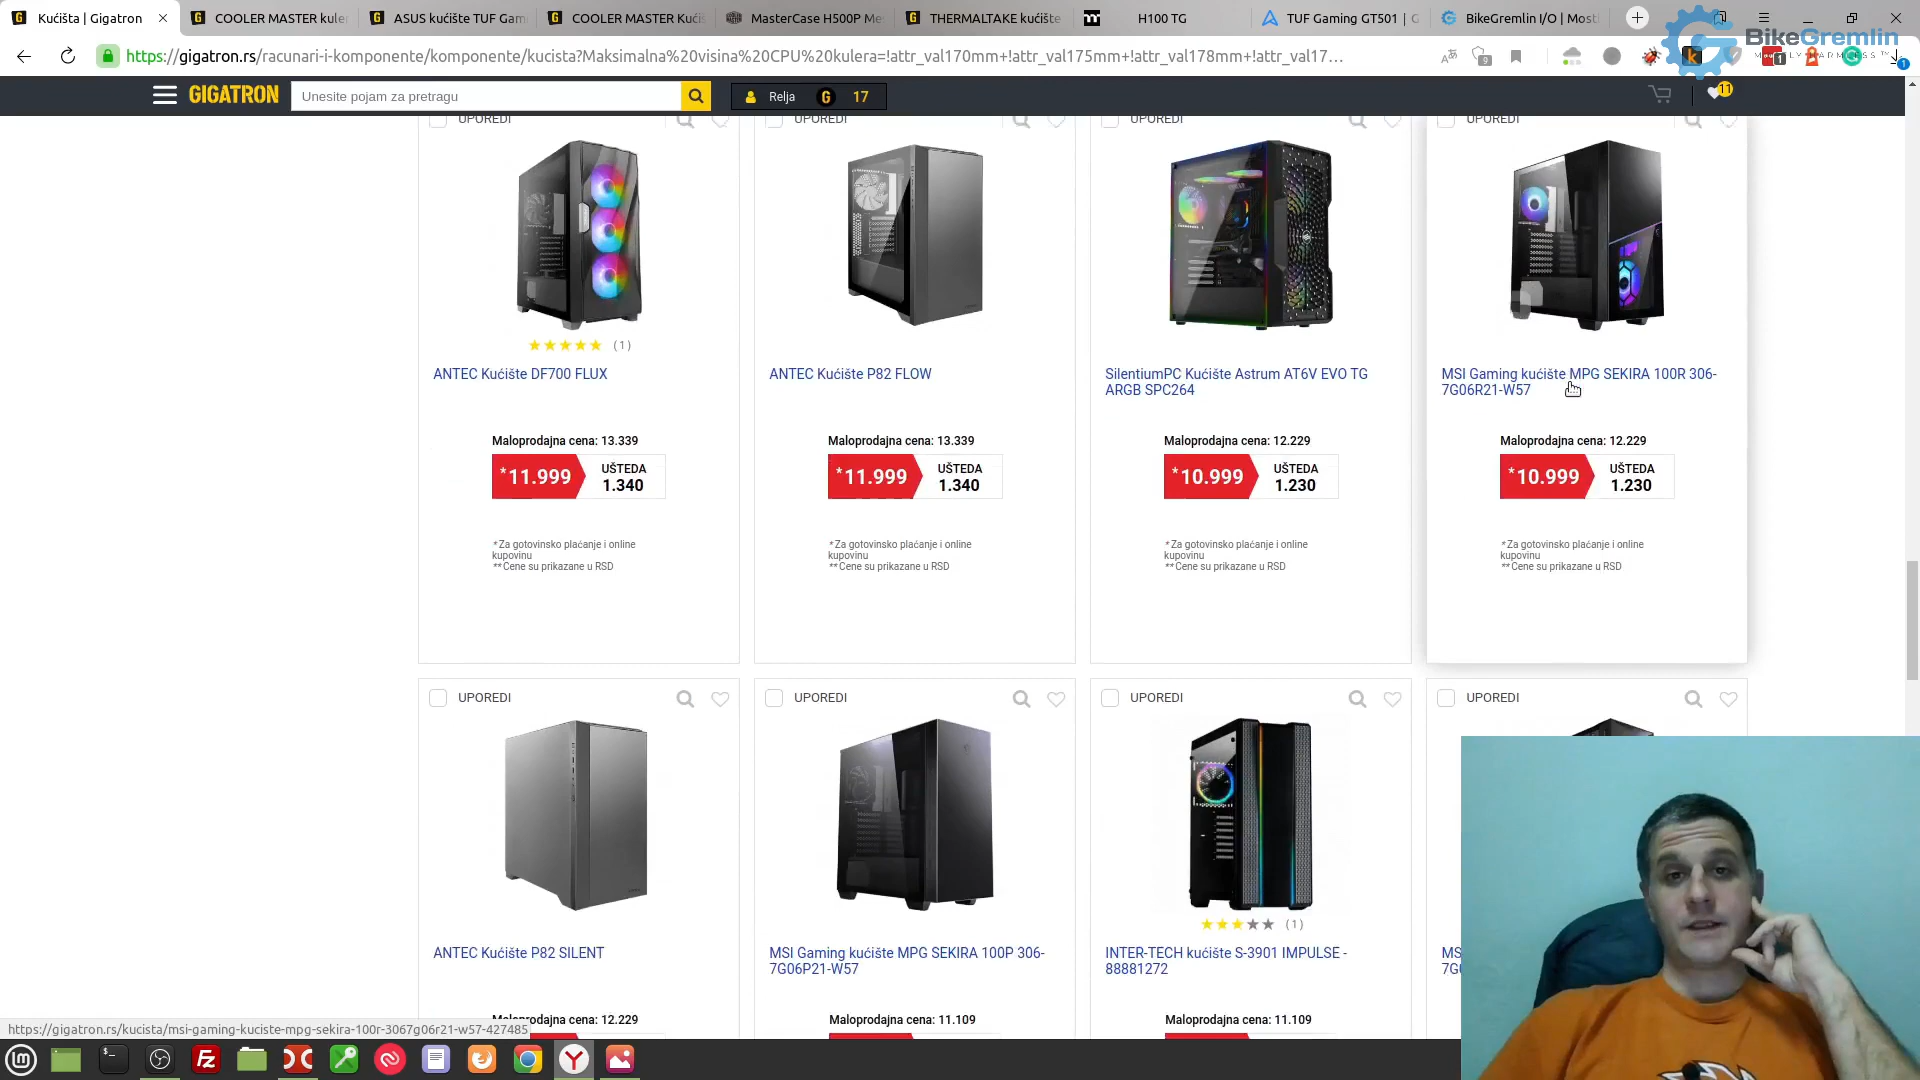 Kućišta | Gigatron
COOLER MASTER kuler
ASUS kućište TUF Gam
COOLER MASTER Kući
MasterCase H500P Me
THERMALTAKE kućište
H100 TG
TUF Gaming GT501 | G
BikeGremlin I/O | Most
BikeGremlin
https://gigatron.rs/racunari-i-komponente/komponente/kucista?Maksimalna%20visina%20CPU%20kulera=!attr_val170mm+!attr_val175mm+!attr_val178mm+!attr_val17...
GIGATRON
Unesite pojam za pretragu
Relja
G
17
11
UPOREDI
UPOREDI
UPOREDI
UPOREDI
(1)
ANTEC Kućište DF700 FLUX
ANTEC Kućište P82 FLOW
SilentiumPC Kućište Astrum AT6V EVO TG
ARGB SPC264
MSI Gaming kućište MPG SEKIRA 100R 306-
7G06R21-W57
Maloprodajna cena: 13.339
*11.999
UŠTEDA
1.340
Maloprodajna cena: 13.339
*11.999
UŠTEDA
1.340
Maloprodajna cena: 12.229
*10.999
UŠTEDA
1.230
Maloprodajna cena: 12.229
*10.999
UŠTEDA
1.230
*Za gotovinsko plaćanje i online
kupovinu
**Cene su prikazane u RSD
*Za gotovinsko plaćanje i online
kupovinu
**Cene su prikazane u RSD
*Za gotovinsko plaćanje i online
kupovinu
**Cene su prikazane u RSD
*Za gotovinsko plaćanje i online
kupovinu
**Cene su prikazane u RSD
UPOREDI
UPOREDI
UPOREDI
UPOREDI
(1)
ANTEC Kućište P82 SILENT
MSI Gaming kućište MPG SEKIRA 100P 306-
7G06P21-W57
INTER-TECH kućište S-3901 IMPULSE -
88881272
MS
7G
Maloprodajna cena: 12.229
Maloprodajna cena: 11.109
Maloprodajna cena: 11.109
https://gigatron.rs/kucista/msi-gaming-kuciste-mpg-sekira-100r-3067g06r21-w57-427485